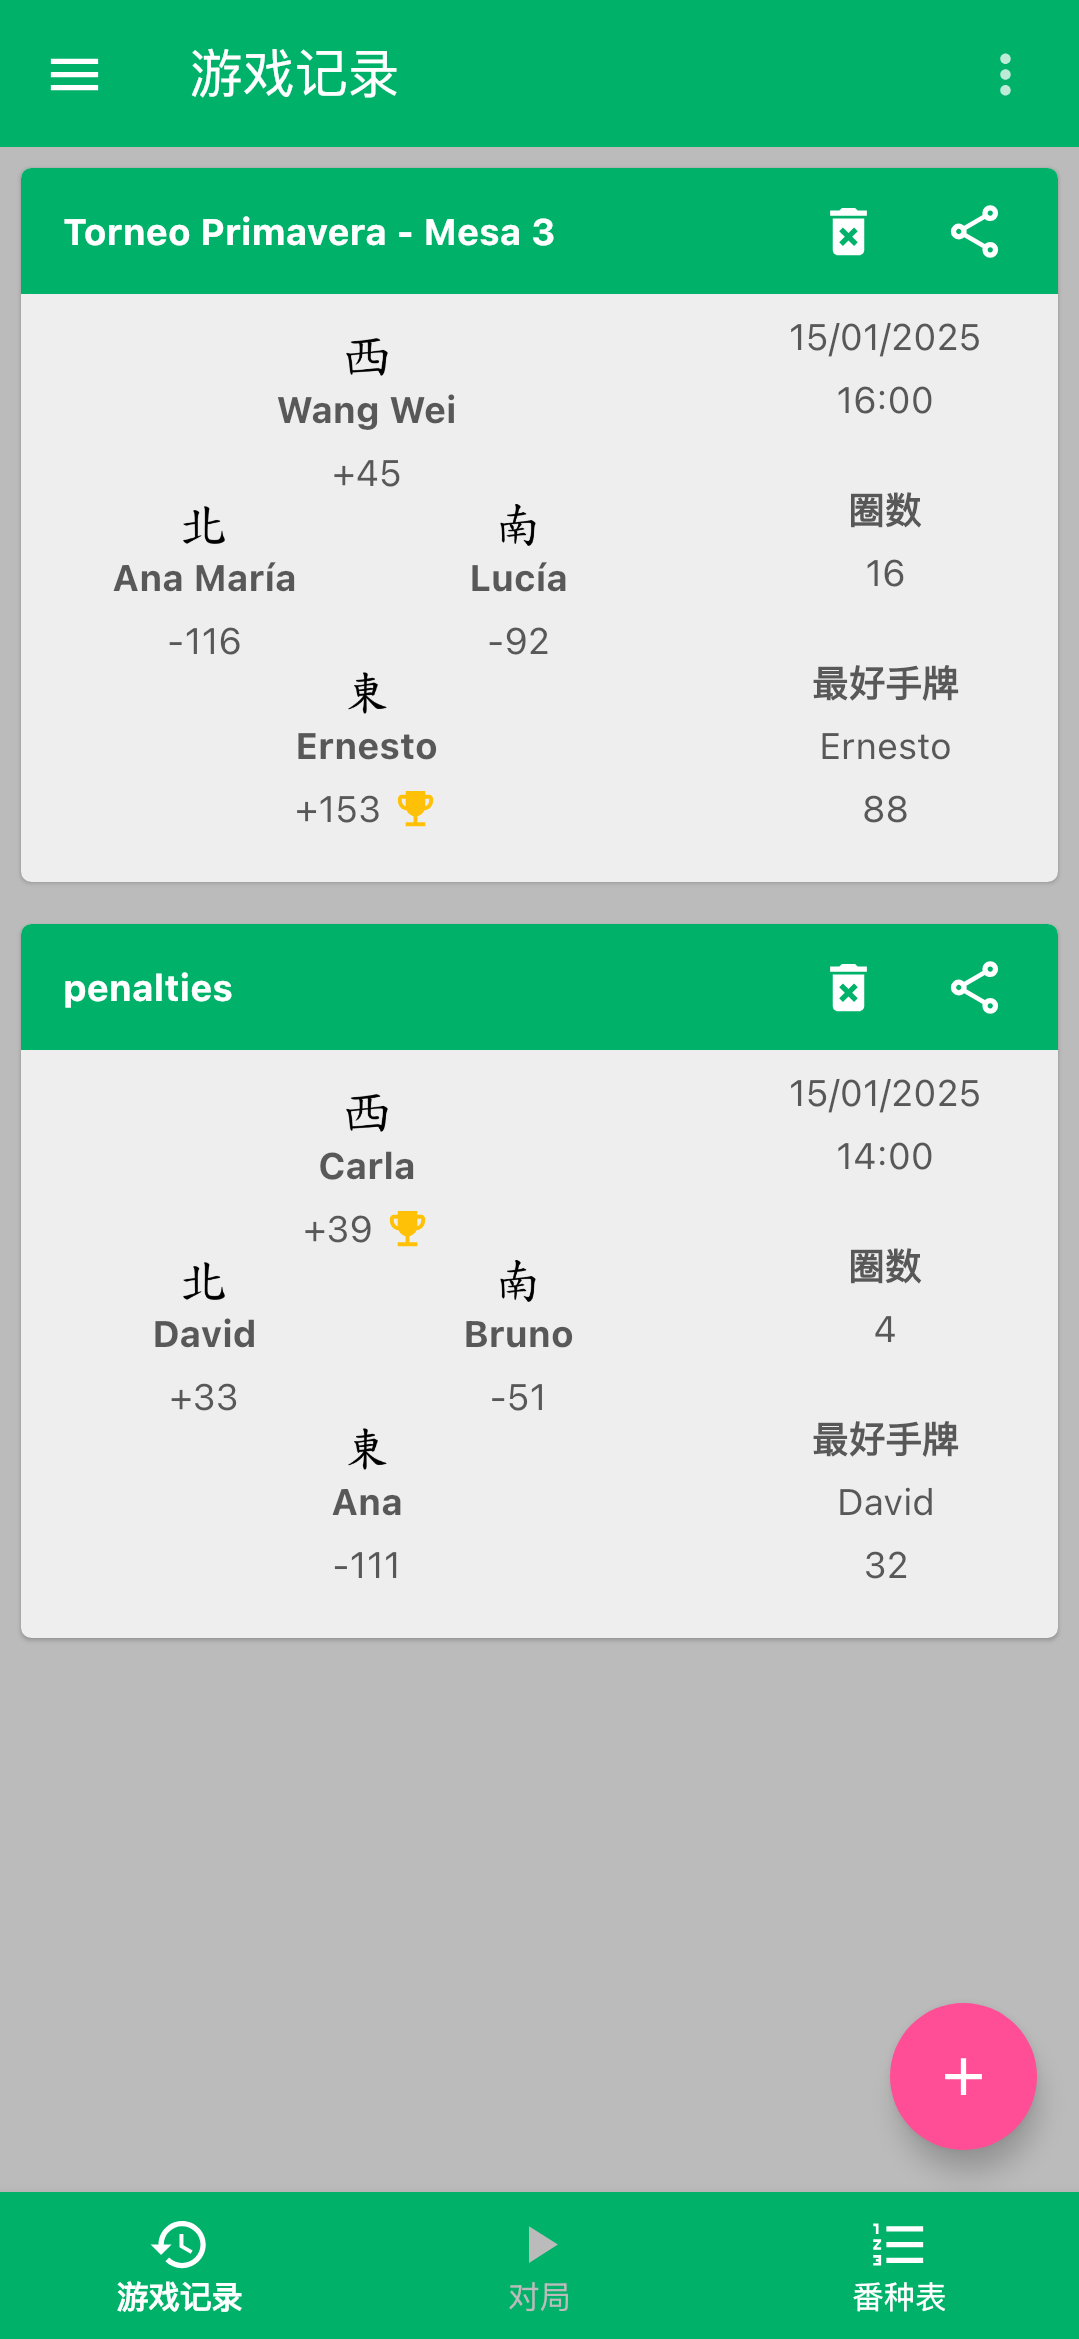 游戏记录
Torneo Primavera - Mesa 3
西
Wang Wei
+45
北
Ana María
-116
南
Lucía
-92
東
Ernesto
+153
15/01/2025
16:00
圈数
16
最好手牌
Ernesto
88
penalties
西
Carla
+39
北
David
+33
南
Bruno
-51
東
Ana
-111
15/01/2025
14:00
圈数
4
最好手牌
David
32
游戏记录
对局
番种表